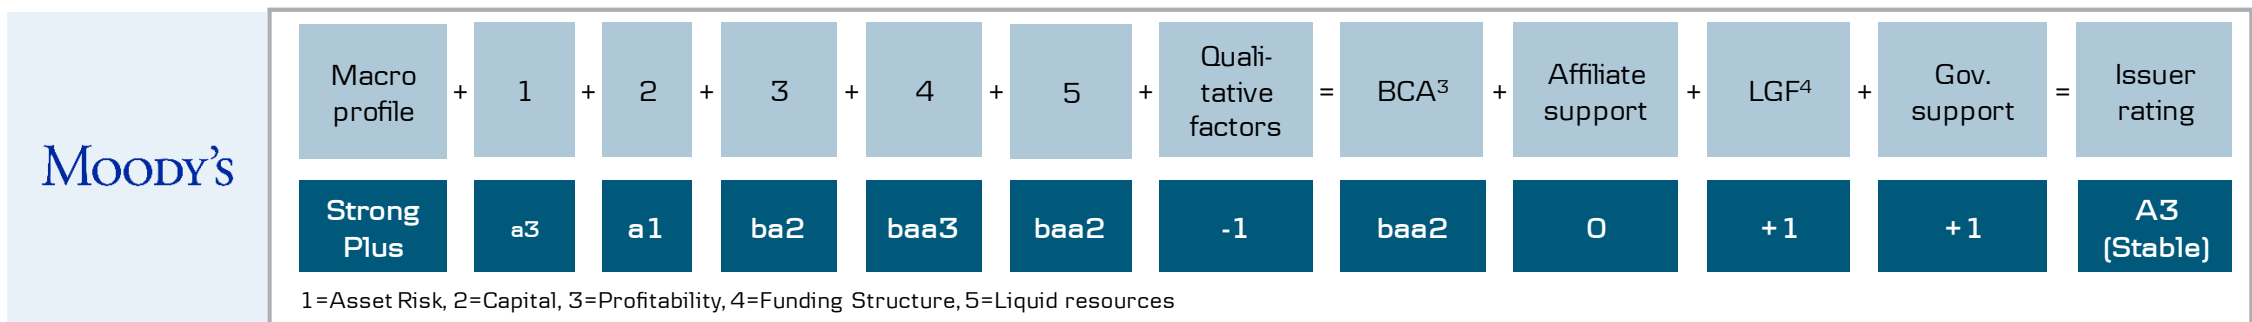 MOODY'S
Macro profile + 1 + 2 + 3 + 4 + 5 + Quali-tative factors = BCA³ + Affiliate support + LGF⁴ + Gov. support = Issuer rating
Strong Plus a3 a1 ba2 baa3 baa2 -1 baa2 0 +1 +1 A3 (Stable)
1=Asset Risk, 2=Capital, 3=Profitability, 4=Funding Structure, 5=Liquid resources